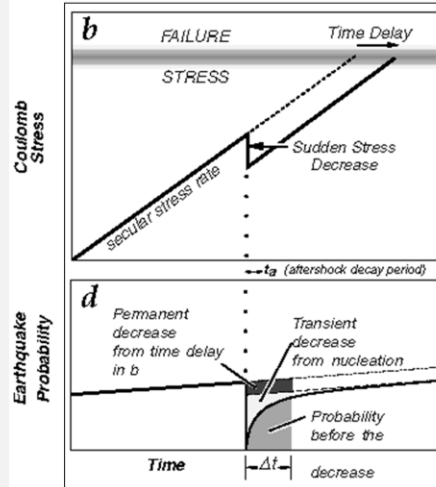 b
FAILURE
Time Delay
STRESS
Coulomb
Stress
Sudden Stress
Decrease
secular stress rate
ta (aftershock decay period)
d
Earthquake
Probability
Permanent
decrease
from time delay
in b
Transient
decrease
from nucleation
Probability
before the
decrease
Time
Δt